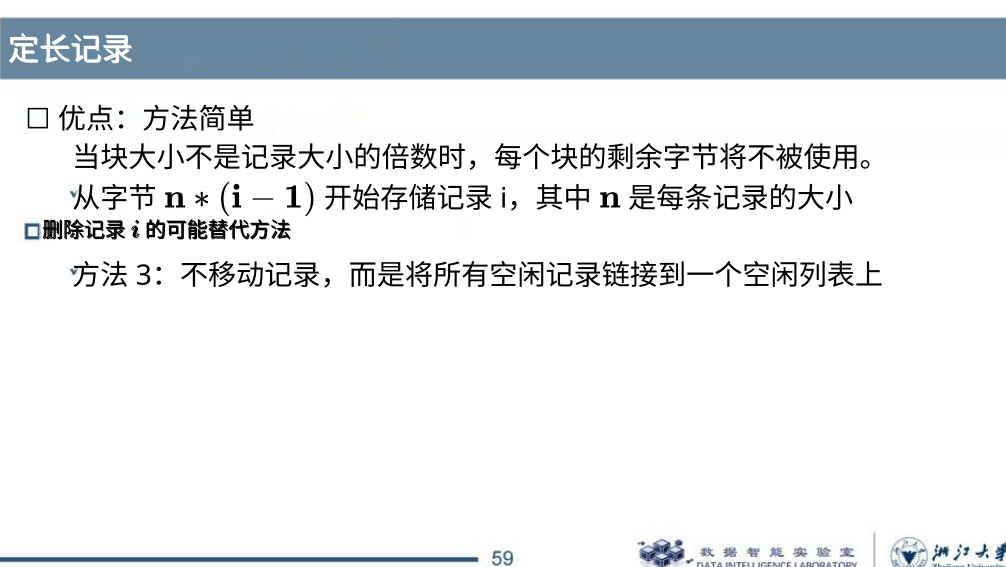 定长记录
□ 优点：方法简单
当块大小不是记录大小的倍数时，每个块的剩余字节将不被使用。
从字节 n ∗ (i − 1) 开始存储记录 i，其中 n 是每条记录的大小
删除记录 i 的可能替代方法
方法 3：不移动记录，而是将所有空闲记录链接到一个空闲列表上
59
数据智能实验室
DATA INTELLIGENCE LABORATORY
浙江大学
Zhejiang University